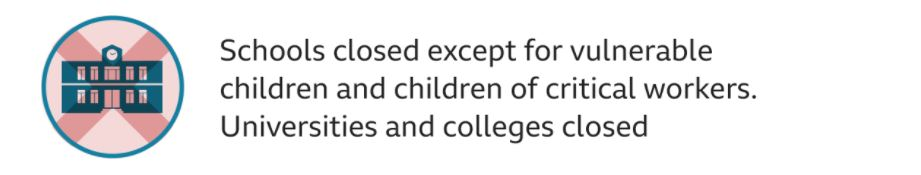 Schools closed except for vulnerable
children and children of critical workers.
Universities and colleges closed